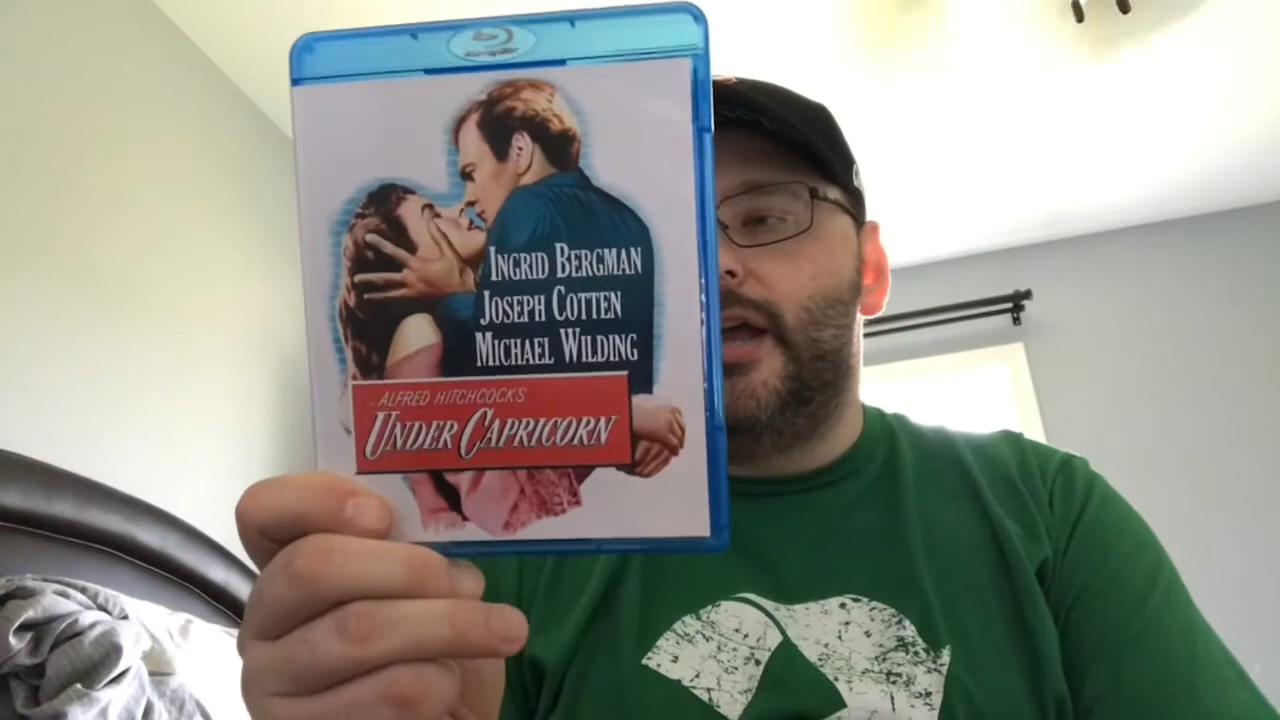 INGRID BERGMAN
JOSEPH COTTEN
MICHAEL WILDING
ALFRED HITCHCOCK'S
UNDER CAPRICORN